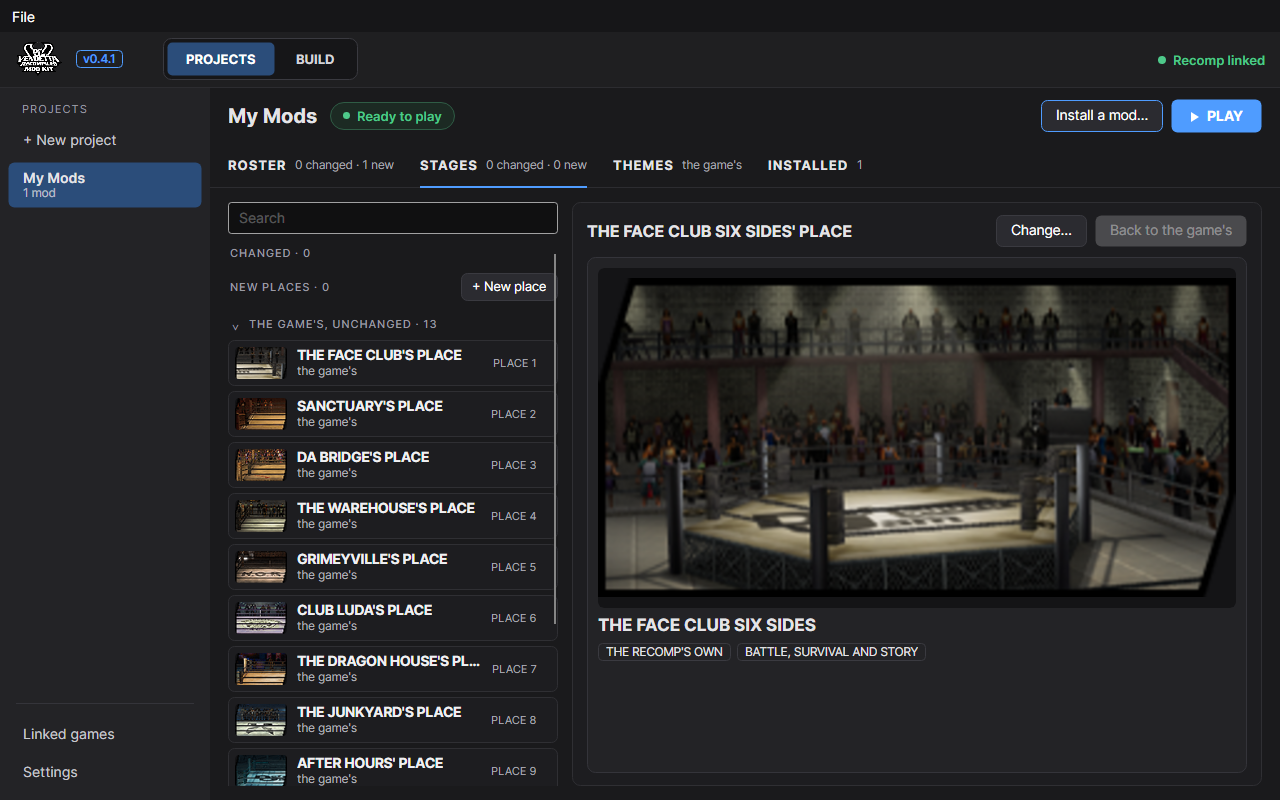 File
VENDETTA
RECOMPILED
MOD KIT
v0.4.1
PROJECTS
BUILD
Recomp linked
PROJECTS
+ New project
My Mods
1 mod
Linked games
Settings
My Mods
Ready to play
Install a mod...
PLAY
ROSTER 0 changed · 1 new
STAGES 0 changed · 0 new
THEMES the game's
INSTALLED 1
Search
CHANGED · 0
NEW PLACES · 0
+ New place
THE GAME'S, UNCHANGED · 13
THE FACE CLUB'S PLACE
the game's
PLACE 1
SANCTUARY'S PLACE
the game's
PLACE 2
DA BRIDGE'S PLACE
the game's
PLACE 3
THE WAREHOUSE'S PLACE
the game's
PLACE 4
GRIMEYVILLE'S PLACE
the game's
PLACE 5
CLUB LUDA'S PLACE
the game's
PLACE 6
THE DRAGON HOUSE'S PL...
the game's
PLACE 7
THE JUNKYARD'S PLACE
the game's
PLACE 8
AFTER HOURS' PLACE
the game's
PLACE 9
THE FACE CLUB SIX SIDES' PLACE
Change...
Back to the game's
THE FACE CLUB SIX SIDES
THE RECOMP'S OWN
BATTLE, SURVIVAL AND STORY